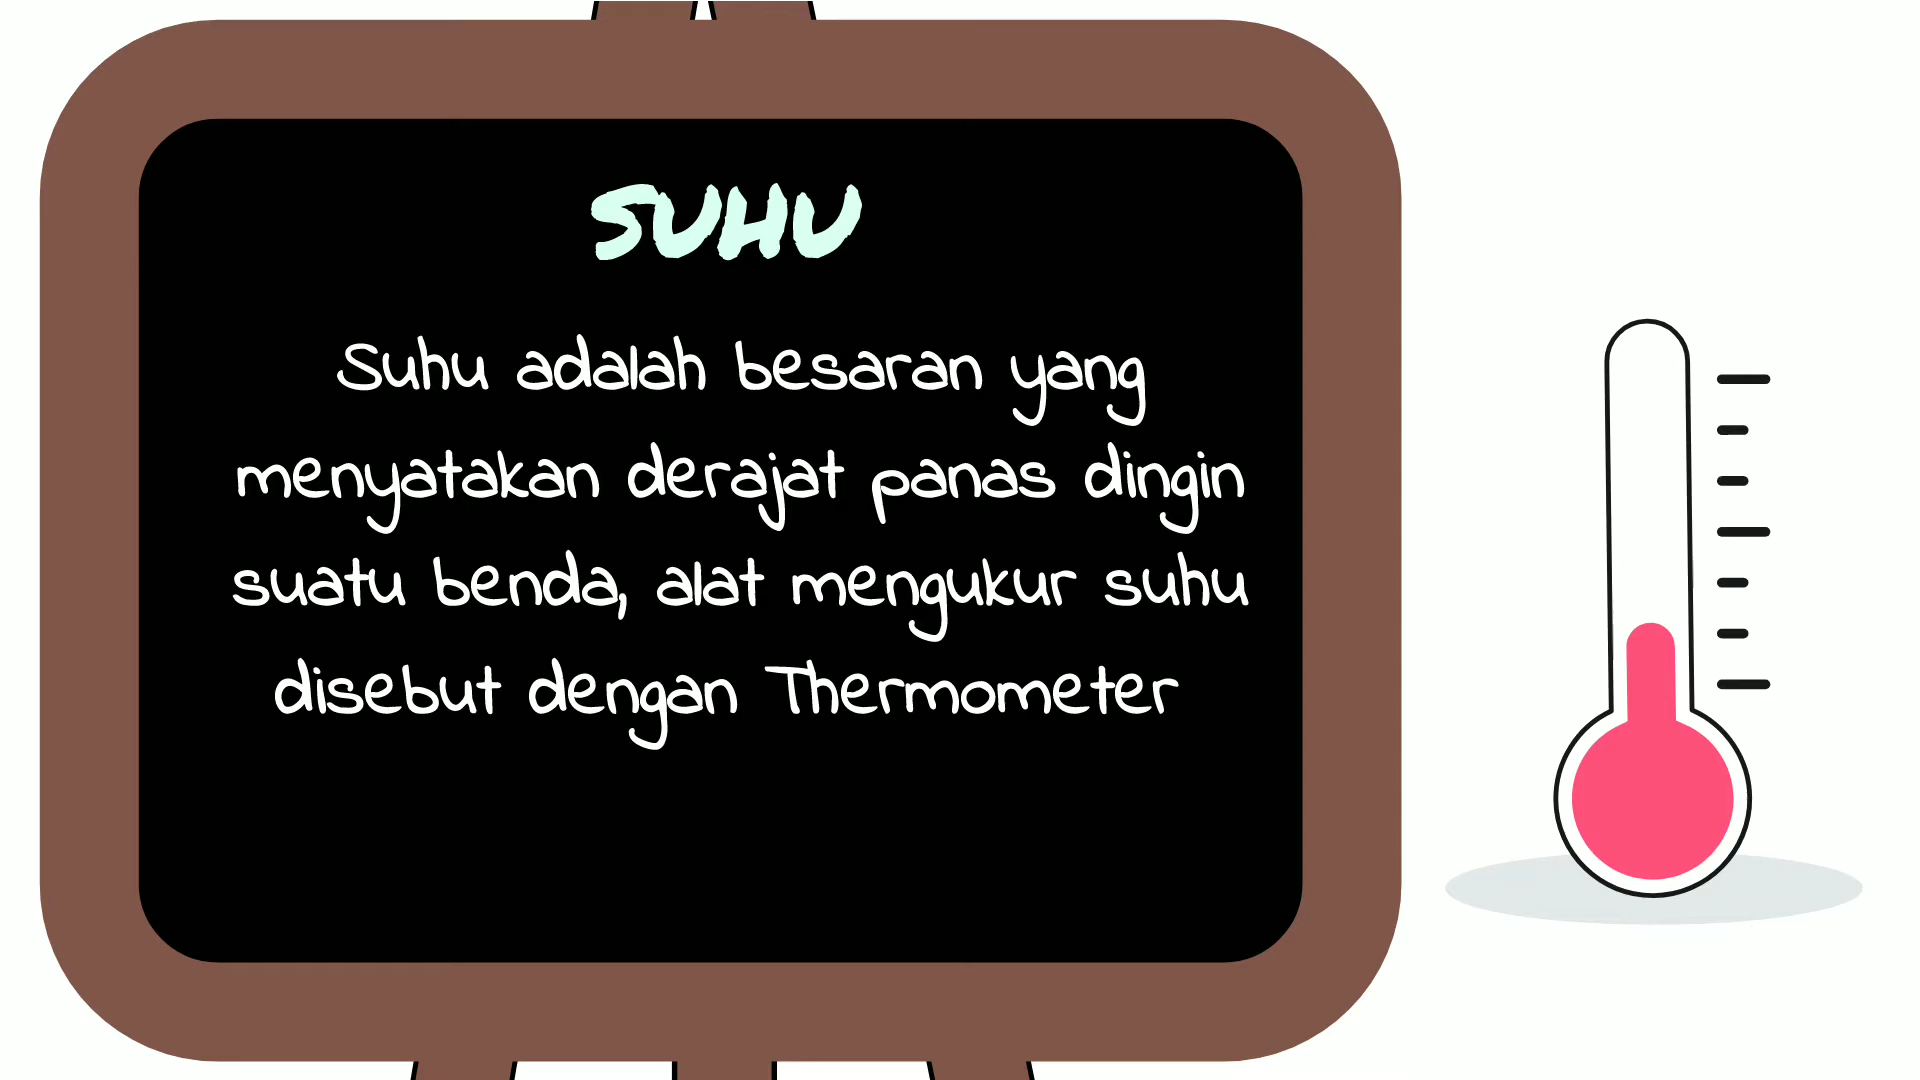 SUHU
Suhu adalah besaran yang
menyatakan derajat panas dingin
suatu benda, alat mengukur suhu
disebut dengan Thermometer